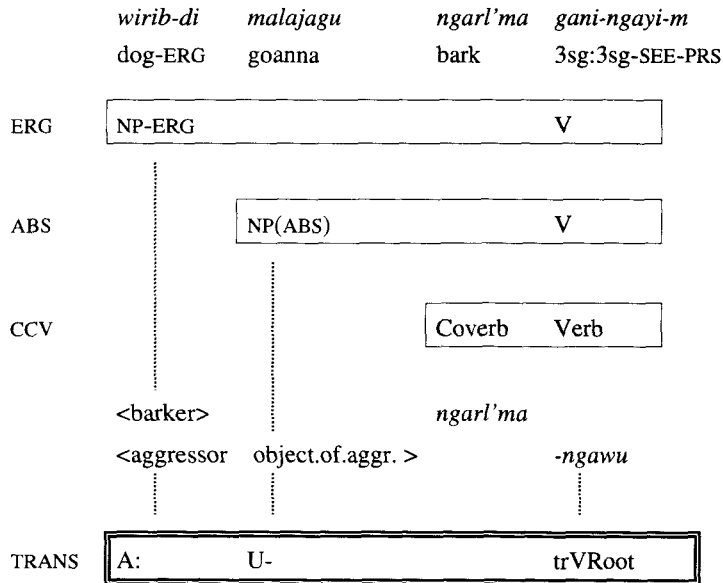 wirib-di malajagu ngarl'ma gani-ngayi-m
dog-ERG goanna bark 3sg:3sg-SEE-PRS
ERG NP-ERG V
ABS NP(ABS) V
CCV Coverb Verb
<barker> ngarl'ma
<aggressor object.of.aggr. > -ngawu
TRANS A: U- trVRoot